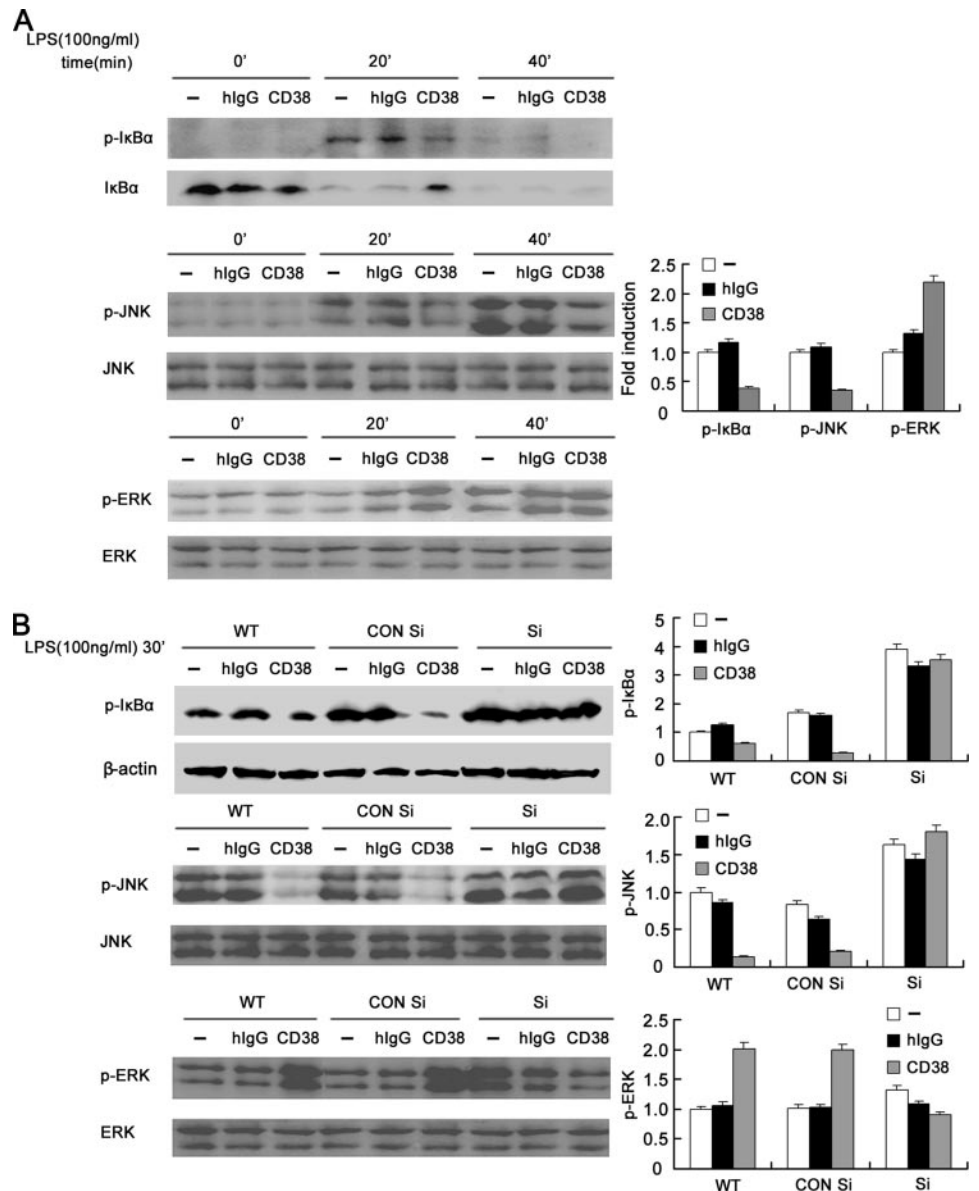 A
LPS(100ng/ml)
time(min)
0' 20' 40'
– hIgG CD38 – hIgG CD38 – hIgG CD38
p-IκBα
IκBα
0' 20' 40'
– hIgG CD38 – hIgG CD38 – hIgG CD38
p-JNK
JNK
0' 20' 40'
– hIgG CD38 – hIgG CD38 – hIgG CD38
p-ERK
ERK
–
hIgG
CD38
Fold induction
2.5
2.0
1.5
1.0
0.5
0
p-IκBα p-JNK p-ERK
B
LPS(100ng/ml) 30'
WT CON Si Si
– hIgG CD38 – hIgG CD38 – hIgG CD38
p-IκBα
β-actin
WT CON Si Si
– hIgG CD38 – hIgG CD38 – hIgG CD38
p-JNK
JNK
WT CON Si Si
– hIgG CD38 – hIgG CD38 – hIgG CD38
p-ERK
ERK
–
hIgG
CD38
p-IκBα
5
4
3
2
1
0
WT CON Si Si
–
hIgG
CD38
p-JNK
2.0
1.5
1.0
0.5
0
WT CON Si Si
–
hIgG
CD38
p-ERK
2.5
2.0
1.5
1.0
0.5
0
WT CON Si Si